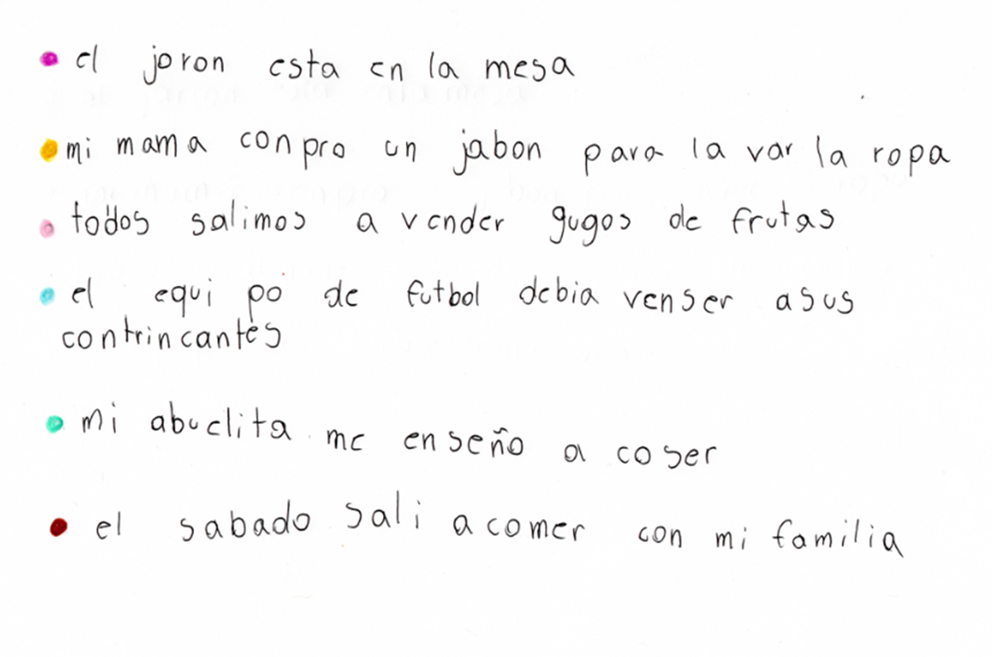 el joron esta en la mesa
mi mama conpro un jabon para la var la ropa
todos salimos a vender gugos de frutas
el equi po de futbol debia venser asus
contrincantes
mi abuelita me enseño a coser
el sabado sali acomer con mi familia